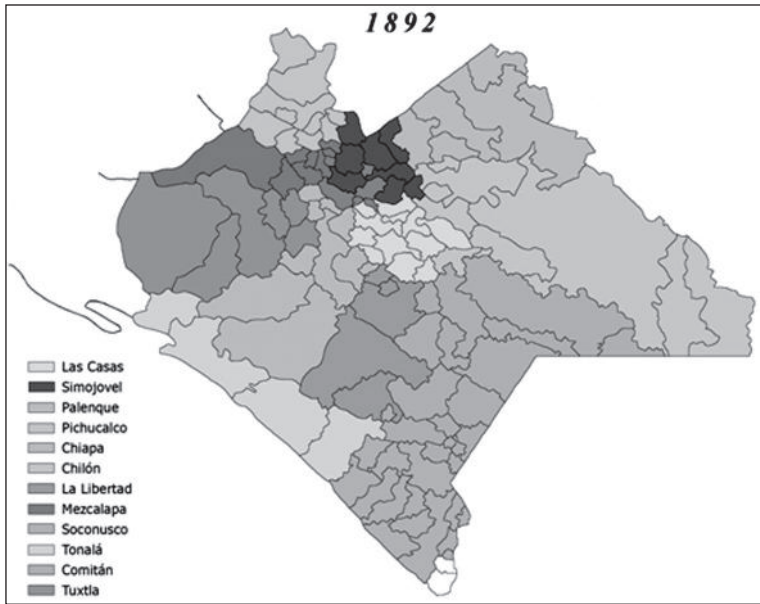 1892
Las Casas
Simojovel
Palenque
Pichucalco
Chiapa
Chilón
La Libertad
Mezcalapa
Soconusco
Tonalá
Comitán
Tuxtla